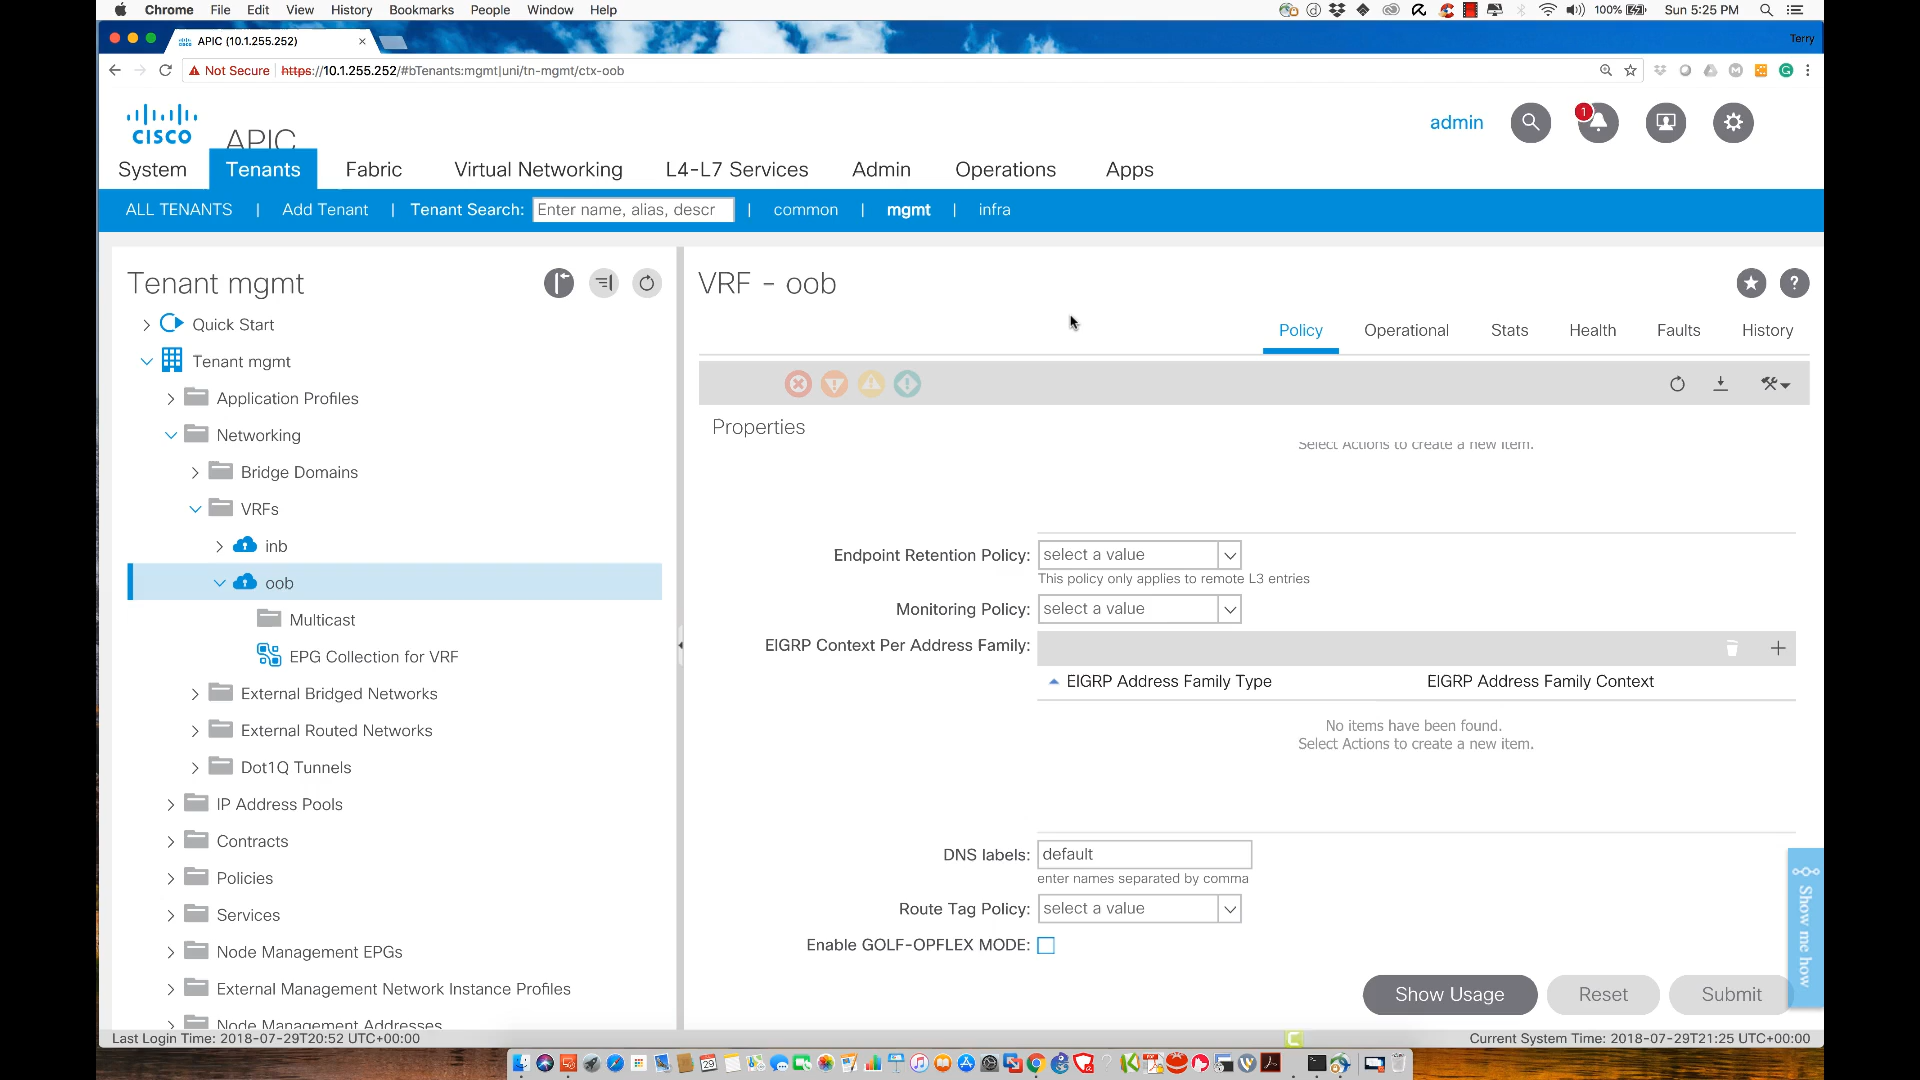 Chrome File Edit View History Bookmarks People Window Help 100% Sun 5:25 PM
APIC (10.1.255.252) Terry
Not Secure https://10.1.255.252/#bTenants:mgmt|uni/tn-mgmt/ctx-oob
CISCO APIC admin 1
System Tenants Fabric Virtual Networking L4-L7 Services Admin Operations Apps
ALL TENANTS | Add Tenant | Tenant Search: Enter name, alias, descr | common | mgmt | infra
Tenant mgmt
Quick Start
Tenant mgmt
Application Profiles
Networking
Bridge Domains
VRFs
inb
oob
Multicast
EPG Collection for VRF
External Bridged Networks
External Routed Networks
Dot1Q Tunnels
IP Address Pools
Contracts
Policies
Services
Node Management EPGs
External Management Network Instance Profiles
Node Management Addresses
VRF - oob
Policy Operational Stats Health Faults History
Properties
Select Actions to create a new item.
Endpoint Retention Policy: select a value
This policy only applies to remote L3 entries
Monitoring Policy: select a value
EIGRP Context Per Address Family:
EIGRP Address Family Type EIGRP Address Family Context
No items have been found.
Select Actions to create a new item.
DNS labels: default
enter names separated by comma
Route Tag Policy: select a value
Enable GOLF-OPFLEX MODE:
Show me how
Show Usage Reset Submit
Last Login Time: 2018-07-29T20:52 UTC+00:00 Current System Time: 2018-07-29T21:25 UTC+00:00